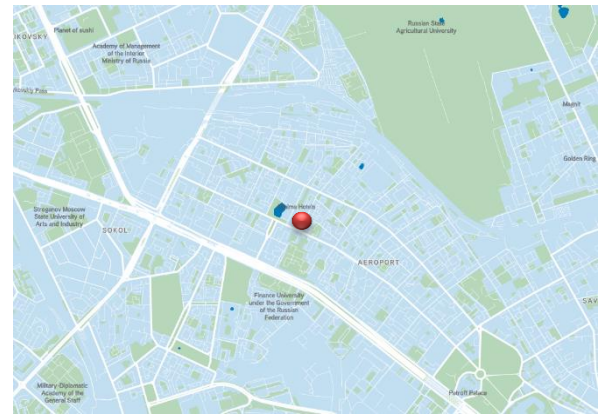 Planet of sushi
IKOVSKY
Academy of Management
of the Interior
Ministry of Russia
Russian State
Agricultural University
Magnit
Golden Ring
Stroganov Moscow
State University of
Arts and Industry
SOKOL
AEROPORT
Finance University
under the Government
of the Russian
Federation
SAV
Military-Diplomatic
Academy of the
General Staff
Petroff Palace